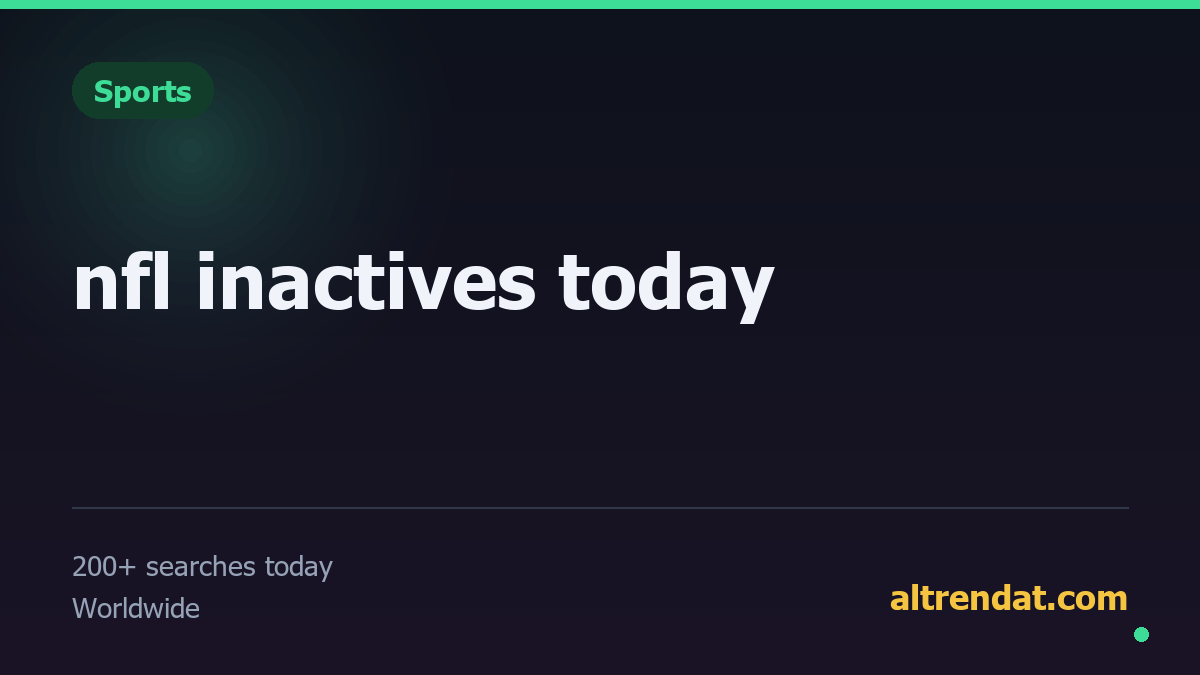 Sports
nfl inactives today
200+ searches today
Worldwide
altrendat.com